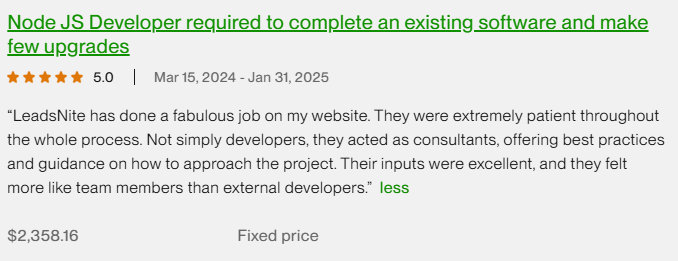 Node JS Developer required to complete an existing software and make
few upgrades
5.0 | Mar 15, 2024 - Jan 31, 2025
“LeadsNite has done a fabulous job on my website. They were extremely patient throughout
the whole process. Not simply developers, they acted as consultants, offering best practices
and guidance on how to approach the project. Their inputs were excellent, and they felt
more like team members than external developers.” less
$2,358.16 Fixed price